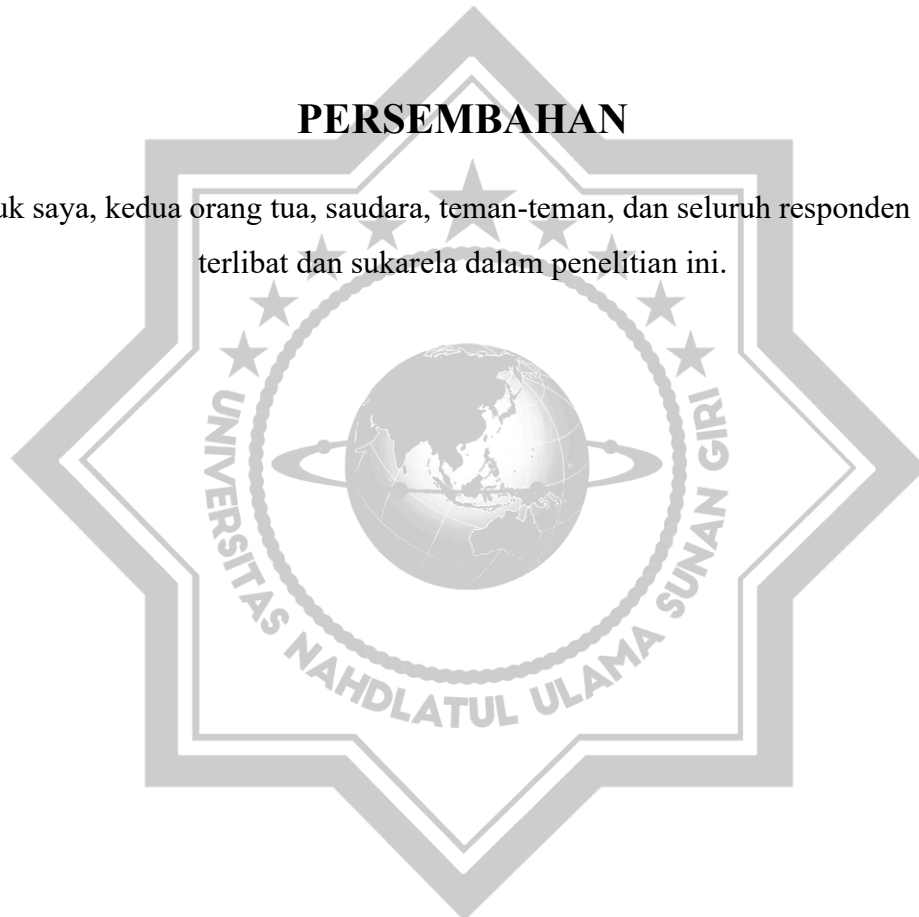 PERSEMBAHAN
uk saya, kedua orang tua, saudara, teman-teman, dan seluruh responden
terlibat dan sukarela dalam penelitian ini.
UNIVERSITAS NAHDLATUL ULAMA SUNAN GIRI